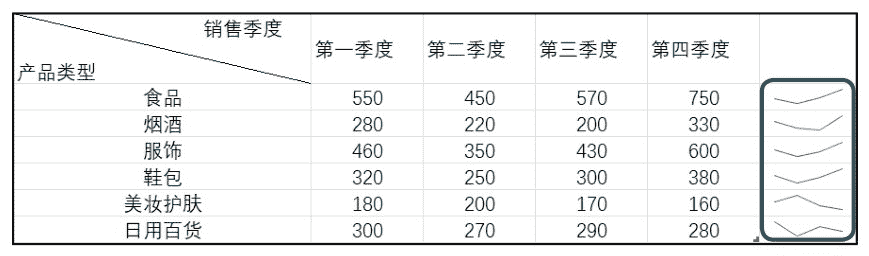 销售季度
产品类型 第一季度 第二季度 第三季度 第四季度
食品 550 450 570 750
烟酒 280 220 200 330
服饰 460 350 430 600
鞋包 320 250 300 380
美妆护肤 180 200 170 160
日用百货 300 270 290 280